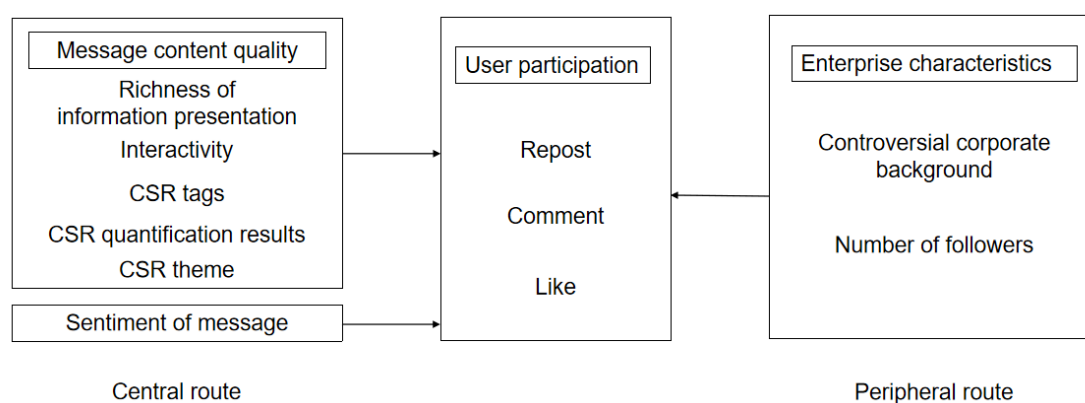 Message content quality
Richness of
information presentation
Interactivity
CSR tags
CSR quantification results
CSR theme
Sentiment of message
Central route
User participation
Repost
Comment
Like
Enterprise characteristics
Controversial corporate
background
Number of followers
Peripheral route